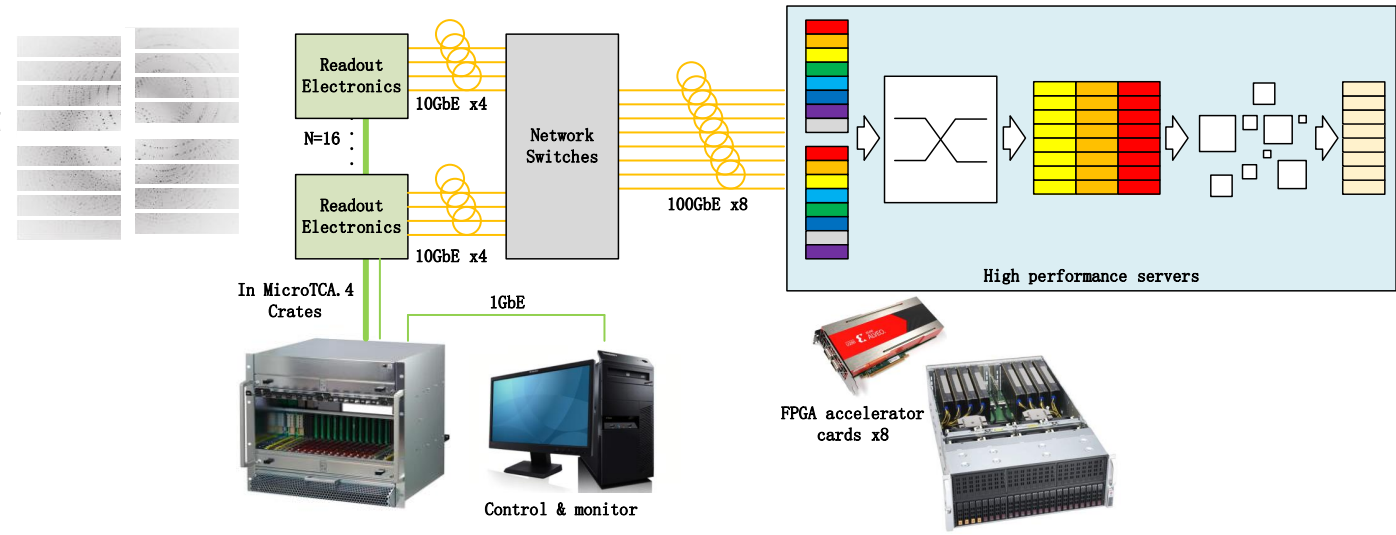 Readout
Electronics
10GbE x4
N=16
Network
Switches
Readout
Electronics
10GbE x4
100GbE x8
High performance servers
In MicroTCA.4
Crates
1GbE
FPGA accelerator
cards x8
Control & monitor